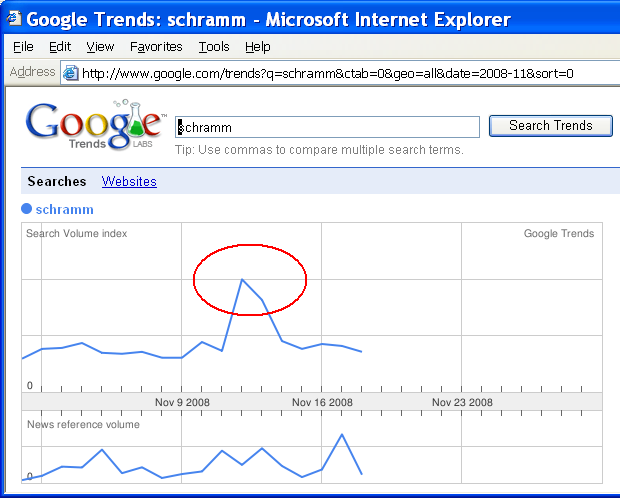 Google Trends: schramm - Microsoft Internet Explorer
File Edit View Favorites Tools Help
Address http://www.google.com/trends?q=schramm&ctab=0&geo=all&date=2008-11&sort=0
Google™
Trends LABS
schramm Search Trends
Tip: Use commas to compare multiple search terms.
Searches Websites
schramm
Search Volume index Google Trends
0
Nov 9 2008 Nov 16 2008 Nov 23 2008
News reference volume
0